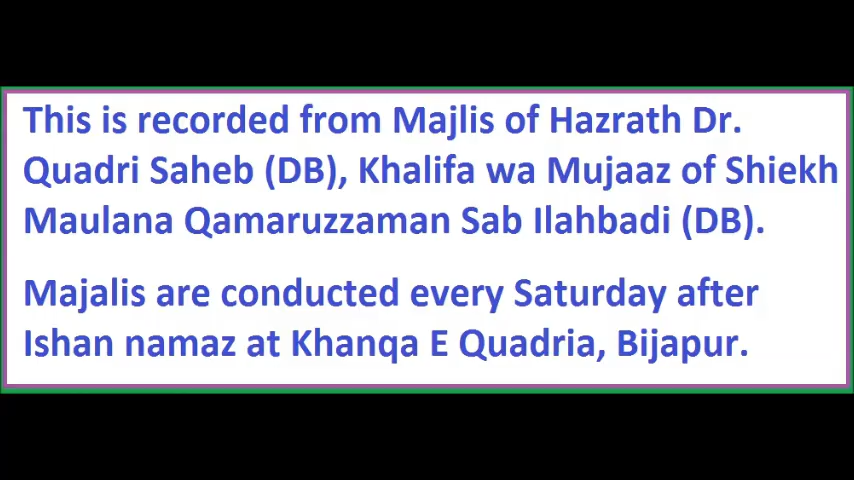 This is recorded from Majlis of Hazrath Dr.
Quadri Saheb (DB), Khalifa wa Mujaaz of Shiekh
Maulana Qamaruzzaman Sab Ilahbadi (DB).
Majalis are conducted every Saturday after
Ishan namaz at Khanqa E Quadria, Bijapur.